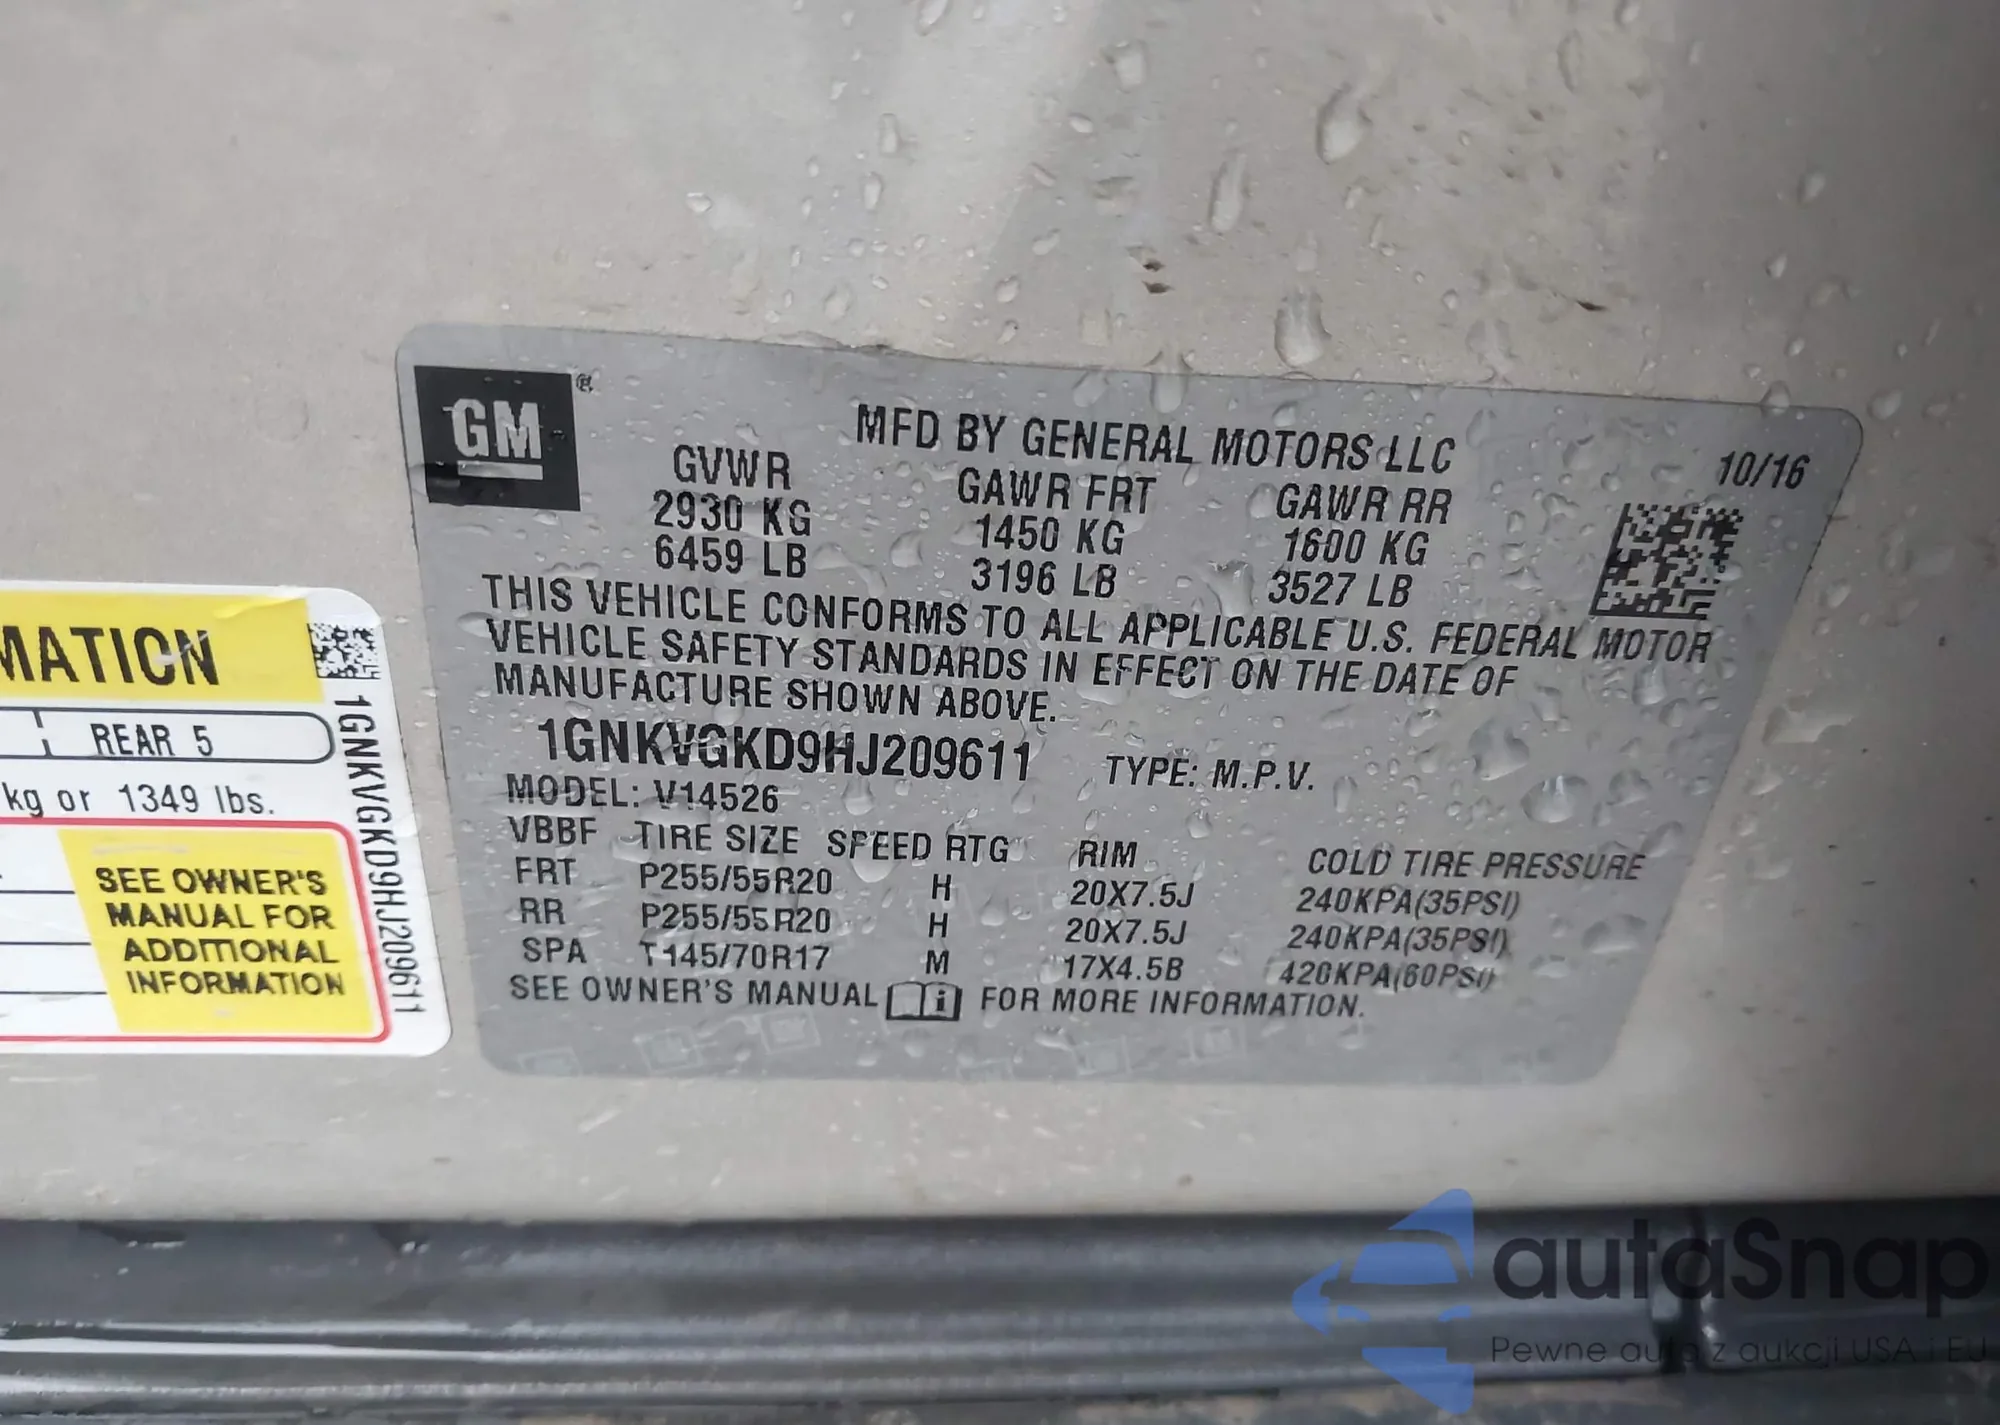 GM ®
MFD BY GENERAL MOTORS LLC
10/16
GVWR GAWR FRT GAWR RR
2930 KG 1450 KG 1600 KG
6459 LB 3196 LB 3527 LB
THIS VEHICLE CONFORMS TO ALL APPLICABLE U.S. FEDERAL MOTOR
VEHICLE SAFETY STANDARDS IN EFFECT ON THE DATE OF
MANUFACTURE SHOWN ABOVE.
1GNKVGKD9HJ209611 TYPE: M.P.V.
MODEL: V14526
VBBF TIRE SIZE SPEED RTG RIM COLD TIRE PRESSURE
FRT P255/55R20 H 20X7.5J 240KPA(35PSI)
RR P255/55R20 H 20X7.5J 240KPA(35PSI)
SPA T145/70R17 M 17X4.5B 420KPA(60PSI)
SEE OWNER'S MANUAL i FOR MORE INFORMATION.
MATION
REAR 5
kg or 1349 lbs.
SEE OWNER'S
MANUAL FOR
ADDITIONAL
INFORMATION
1GNKVGKD9HJ209611
autaSnap
Pewne auta z aukcji USA i EU